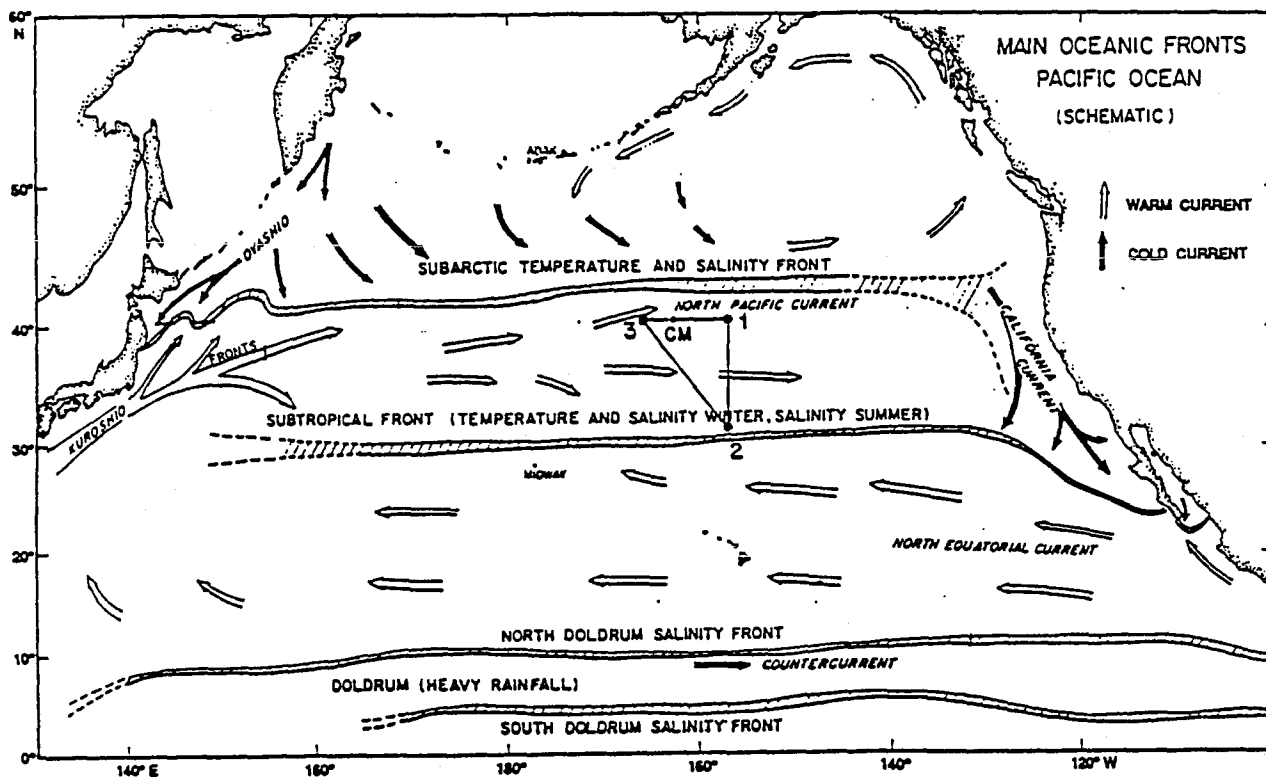 60
N
MAIN OCEANIC FRONTS
PACIFIC OCEAN
(SCHEMATIC)
ADAK
50°
WARM CURRENT
COLD CURRENT
OYASHIO
SUBARCTIC TEMPERATURE AND SALINITY FRONT
NORTH PACIFIC CURRENT
40°
3
CM
1
CALIFORNIA
CURRENT
FRONTS
KUROSHIO
SUBTROPICAL FRONT (TEMPERATURE AND SALINITY WATER, SALINITY SUMMER)
30°
2
MIDWAY
20°
NORTH EQUATORIAL CURRENT
NORTH DOLDRUM SALINITY FRONT
10°
COUNTERCURRENT
DOLDRUM (HEAVY RAINFALL)
SOUTH DOLDRUM SALINITY FRONT
0°
140° E
160°
180°
160°
140°
120° W